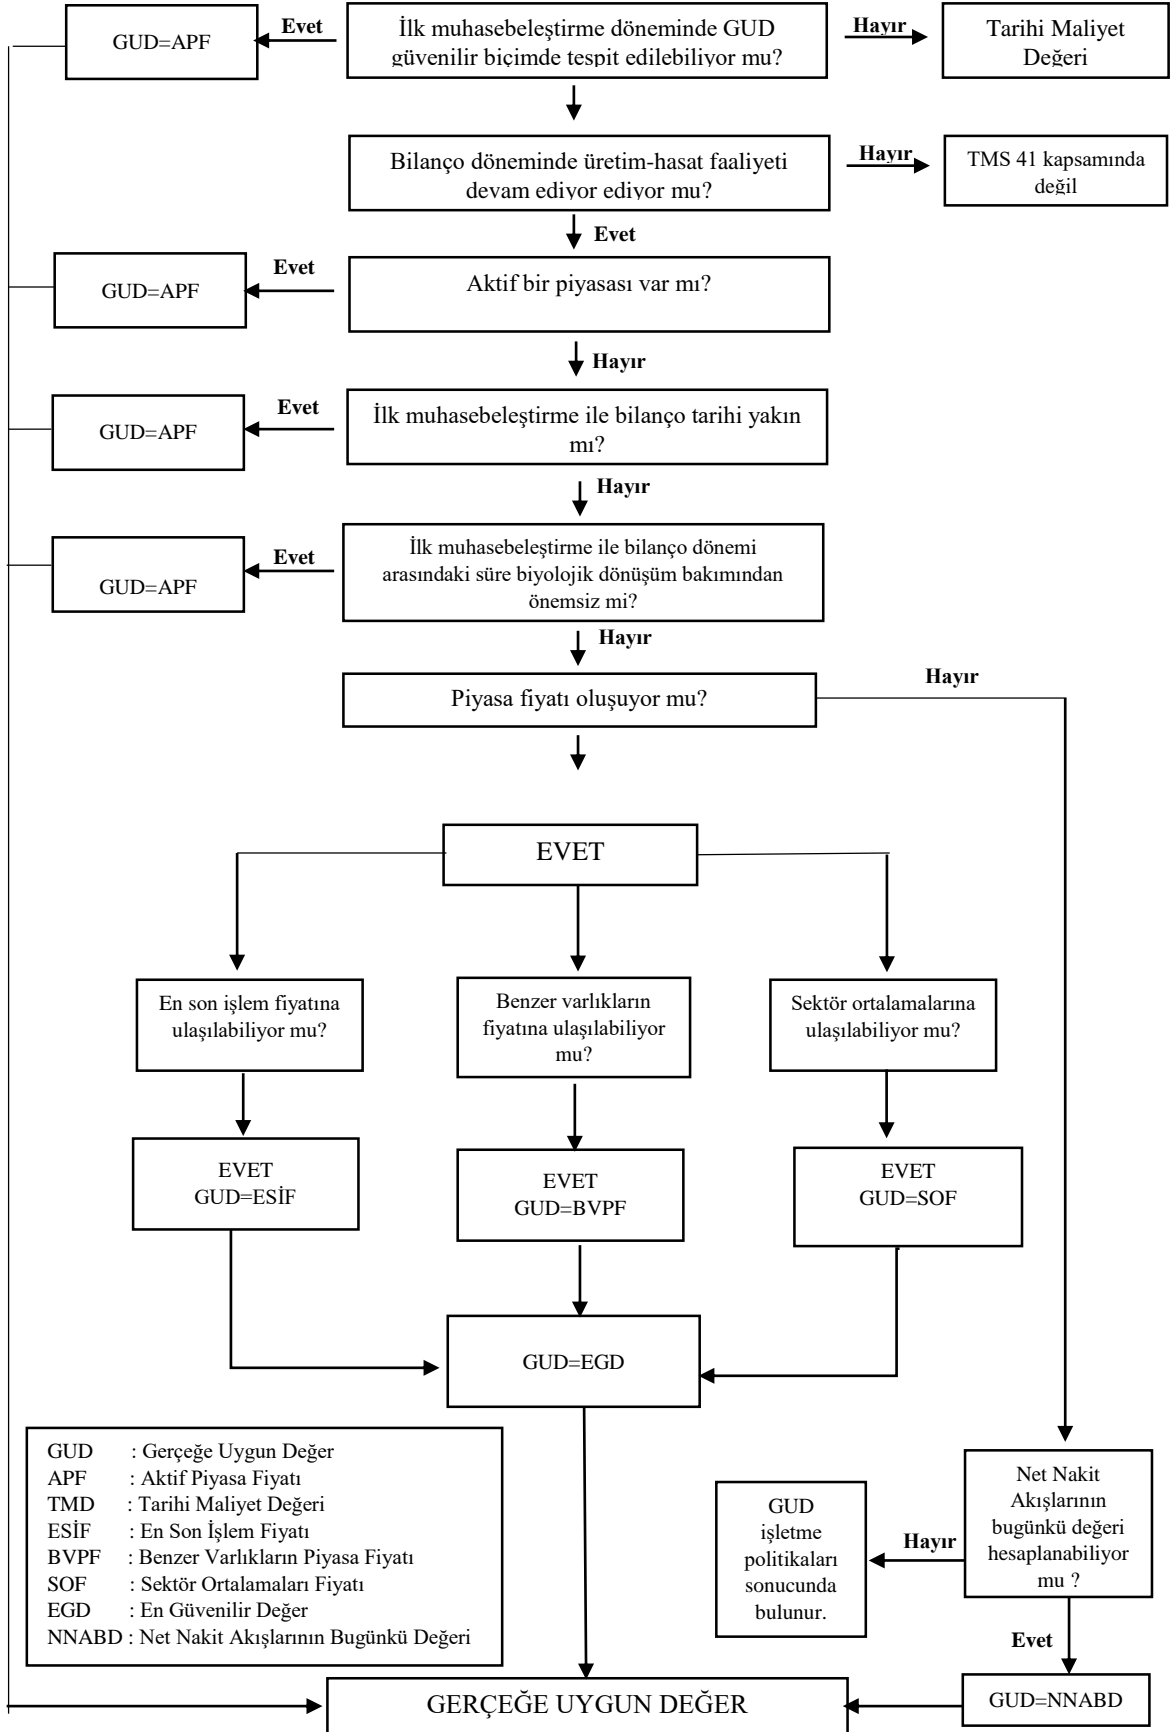 GUD=APF
Evet
İlk muhasebeleştirme döneminde GUD
güvenilir biçimde tespit edilebiliyor mu?
Hayır
Tarihi Maliyet
Değeri
Bilanço döneminde üretim-hasat faaliyeti
devam ediyor ediyor mu?
Hayır
TMS 41 kapsamında
değil
Evet
GUD=APF
Evet
Aktif bir piyasası var mı?
Hayır
GUD=APF
Evet
İlk muhasebeleştirme ile bilanço tarihi yakın
mı?
Hayır
GUD=APF
Evet
İlk muhasebeleştirme ile bilanço dönemi
arasındaki süre biyolojik dönüşüm bakımından
önemsiz mi?
Hayır
Piyasa fiyatı oluşuyor mu?
Hayır
EVET
En son işlem fiyatına
ulaşılabiliyor mu?
Benzer varlıkların
fiyatına ulaşılabiliyor
mu?
Sektör ortalamalarına
ulaşılabiliyor mu?
EVET
GUD=ESİF
EVET
GUD=BVPF
EVET
GUD=SOF
GUD=EGD
GUD : Gerçeğe Uygun Değer
APF : Aktif Piyasa Fiyatı
TMD : Tarihi Maliyet Değeri
ESİF : En Son İşlem Fiyatı
BVPF : Benzer Varlıkların Piyasa Fiyatı
SOF : Sektör Ortalamaları Fiyatı
EGD : En Güvenilir Değer
NNABD : Net Nakit Akışlarının Bugünkü Değeri
GUD
işletme
politikaları
sonucunda
bulunur.
Hayır
Net Nakit
Akışlarının
bugünkü değeri
hesaplanabiliyor
mu ?
Evet
GUD=NNABD
GERÇEĞE UYGUN DEĞER